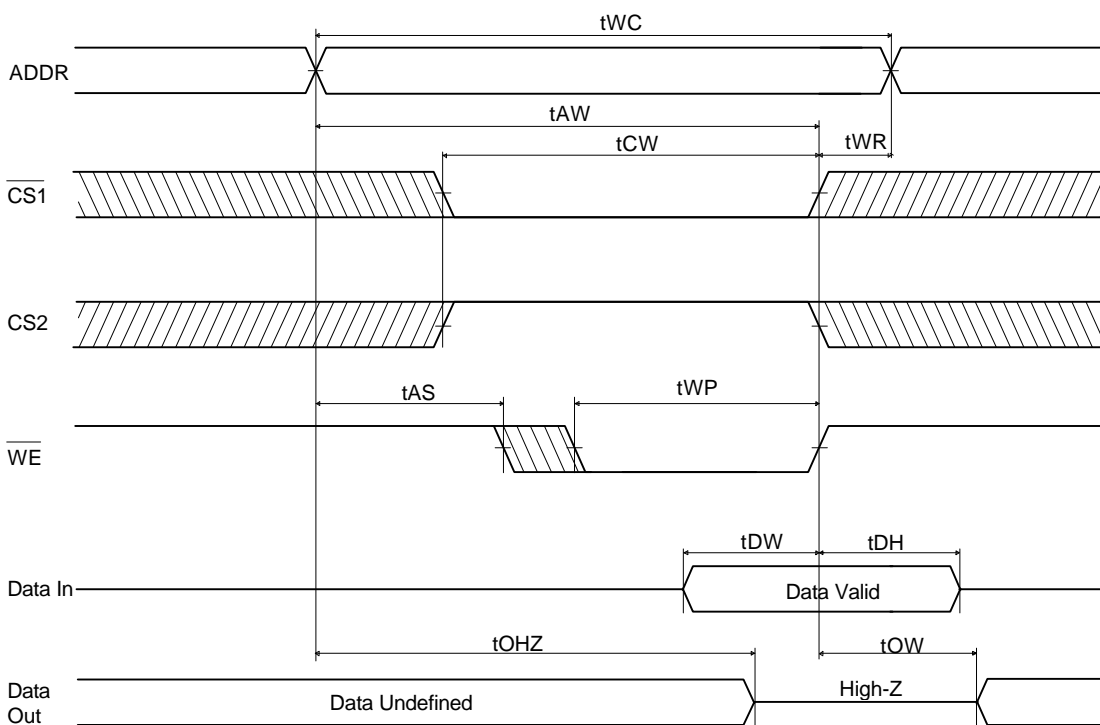 tWC
ADDR
tAW
tCW
tWR
CS1
CS2
tAS
tWP
WE
tDW
tDH
Data In
Data Valid
tOHZ
tOW
Data
Out
Data Undefined
High-Z